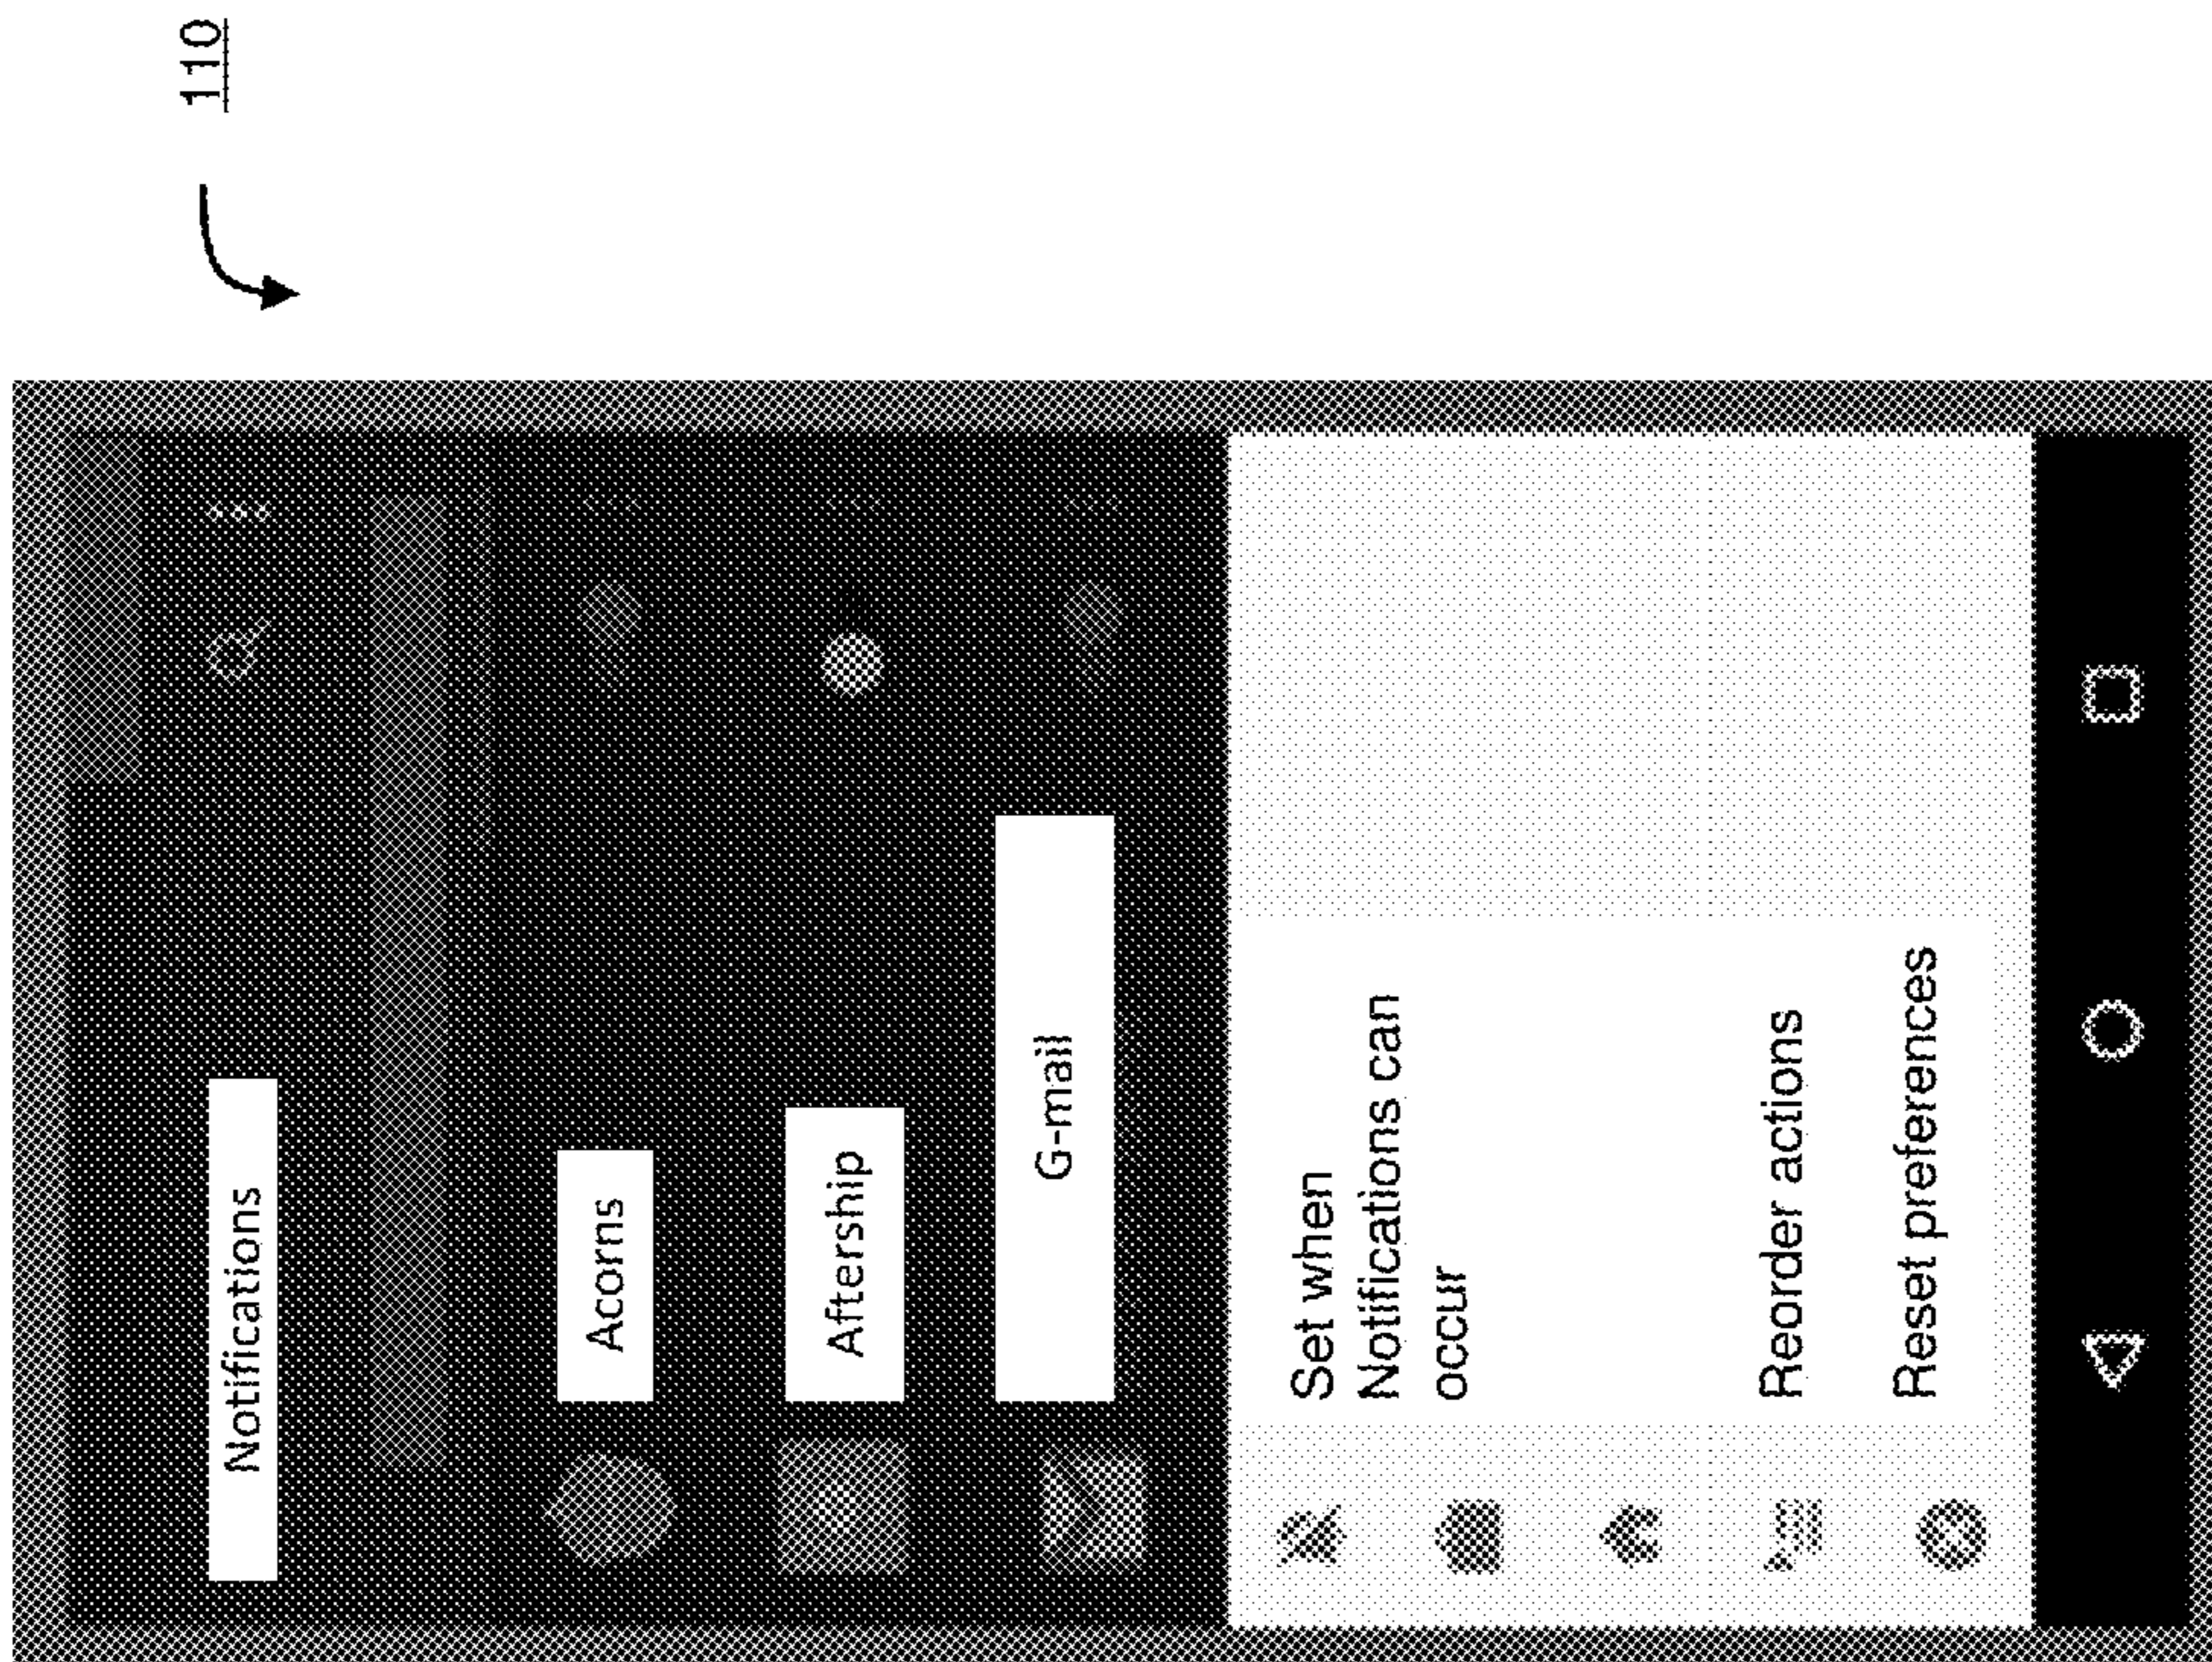 110
Notifications
Acorns
Aftership
G-mail
Set when
Notifications can
occur
Reorder actions
Reset preferences